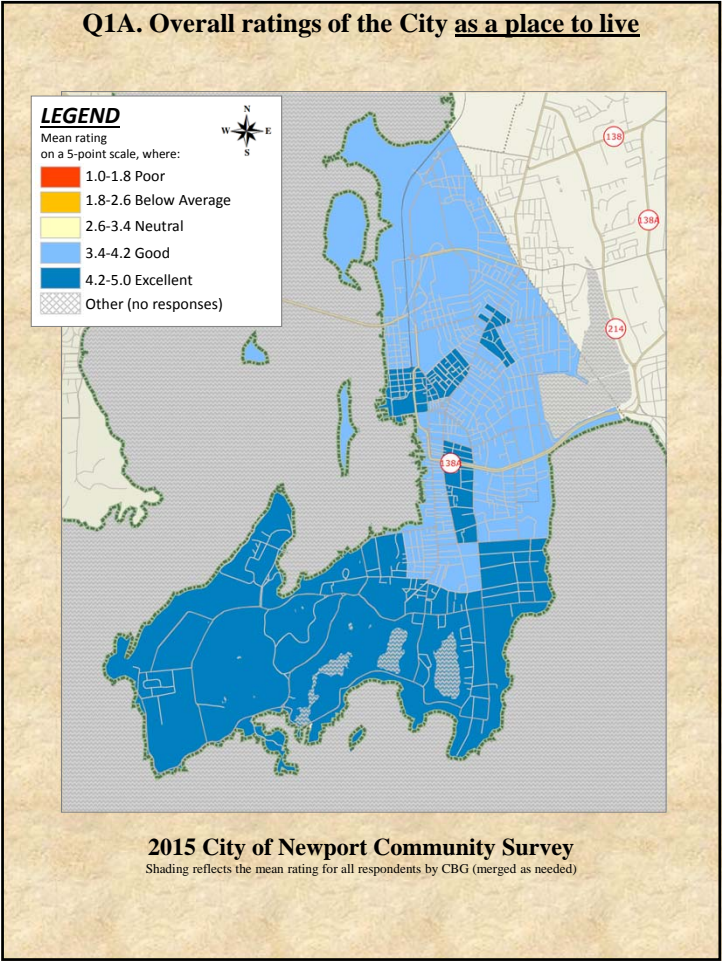 Q1A. Overall ratings of the City as a place to live
LEGEND
Mean rating
on a 5-point scale, where:
1.0-1.8 Poor
1.8-2.6 Below Average
2.6-3.4 Neutral
3.4-4.2 Good
4.2-5.0 Excellent
Other (no responses)
N
W E
S
138
138A
214
138A
2015 City of Newport Community Survey
Shading reflects the mean rating for all respondents by CBG (merged as needed)